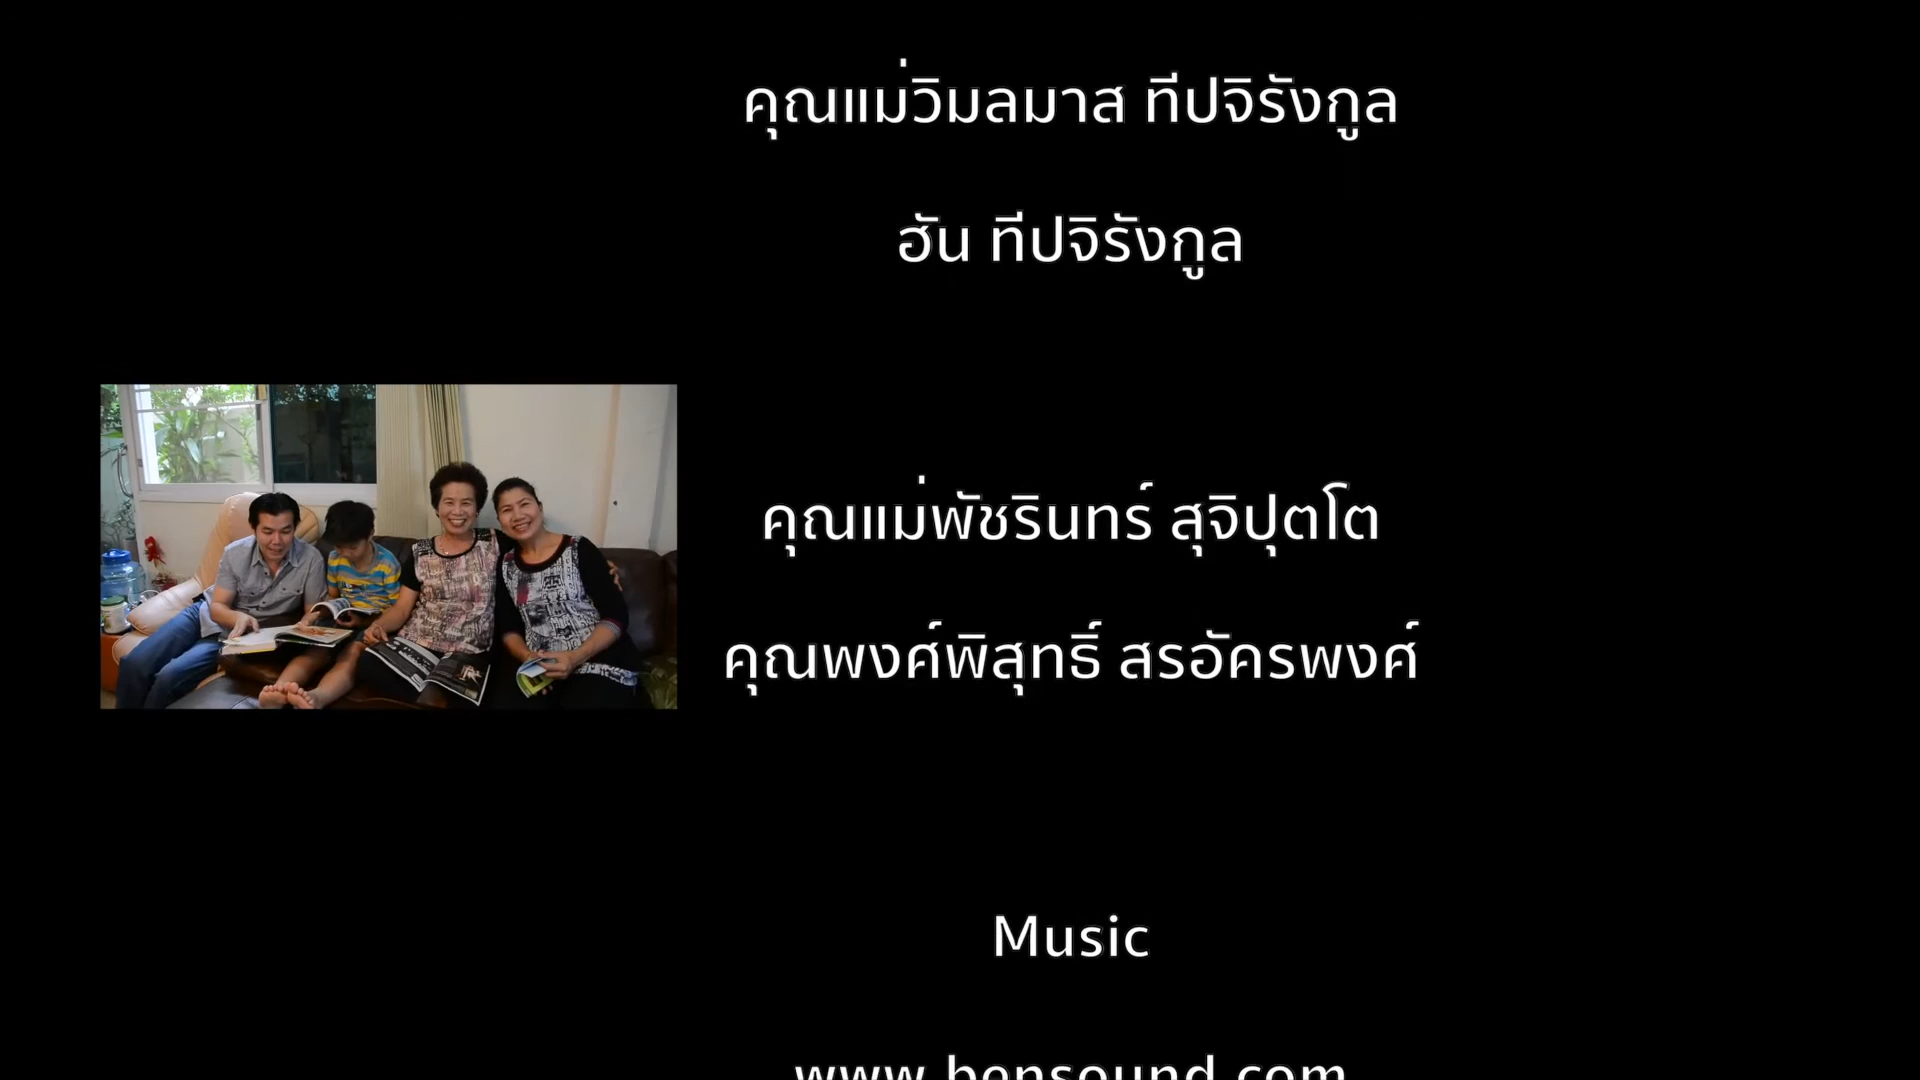 คุณแม่วิมลมาส ทีปจิรังกูล
ฮัน ทีปจิรังกูล
คุณแม่พัชรินทร์ สุจิปุตโต
คุณพงศ์พิสุทธิ์ สรอัครพงศ์
Music
www.bensound.com